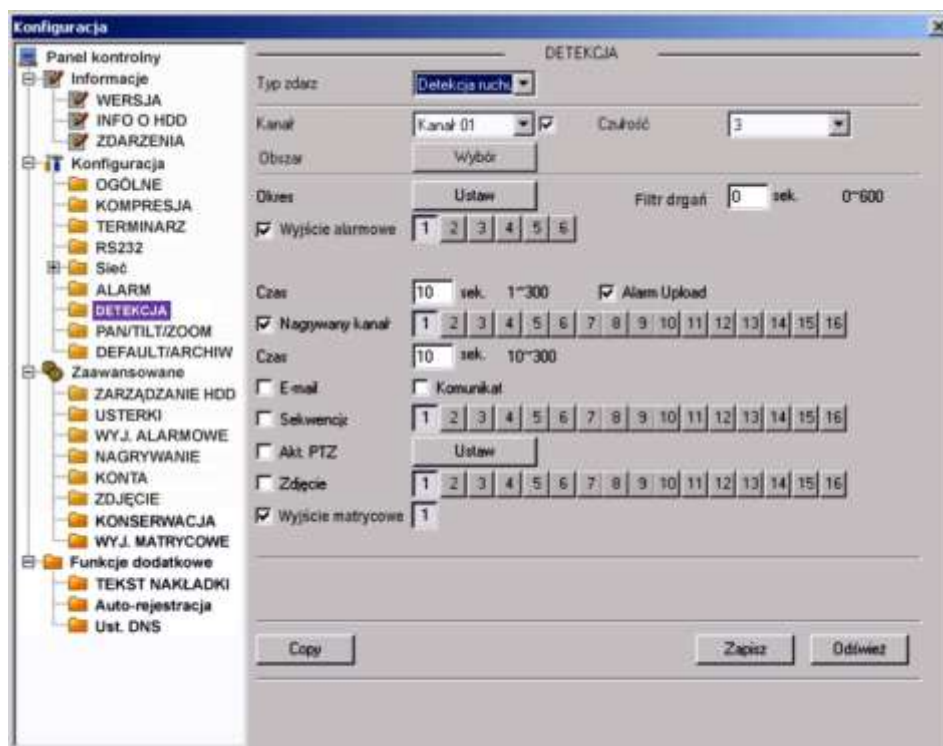 Konfiguracja
Panel kontrolny
Informacje
WERSJA
INFO O HDD
ZDARZENIA
Konfiguracja
OGÓLNE
KOMPRESJA
TERMINARZ
RS232
Sieć
ALARM
DETEKCJA
PAN/TILT/ZOOM
DEFAULT/ARCHIW
Zaawansowane
ZARZĄDZANIE HDD
USTERKI
WYJ. ALARMOWE
NAGRYWANIE
KONTA
ZDJĘCIE
KONSERWACJA
WYJ. MATRYCOWE
Funkcje dodatkowe
TEKST NAKŁADKI
Auto-rejestracja
Ust. DNS
DETEKCJA
Typ zdarz Detekcja ruchu
Kanał Kanał 01 Czułość 3
Obszar Wybór
Okres Ustaw Filtr drgań 0 sek. 0~600
Wyjście alarmowe 1 2 3 4 5 6
Czas 10 sek. 1~300 Alarm Upload
Nagrywany kanał 1 2 3 4 5 6 7 8 9 10 11 12 13 14 15 16
Czas 10 sek. 10~300
E-mail Komunikat
Sekwencje 1 2 3 4 5 6 7 8 9 10 11 12 13 14 15 16
Akt. PTZ Ustaw
Zdjęcie 1 2 3 4 5 6 7 8 9 10 11 12 13 14 15 16
Wyjście matrycowe 1
Copy Zapisz Odśwież